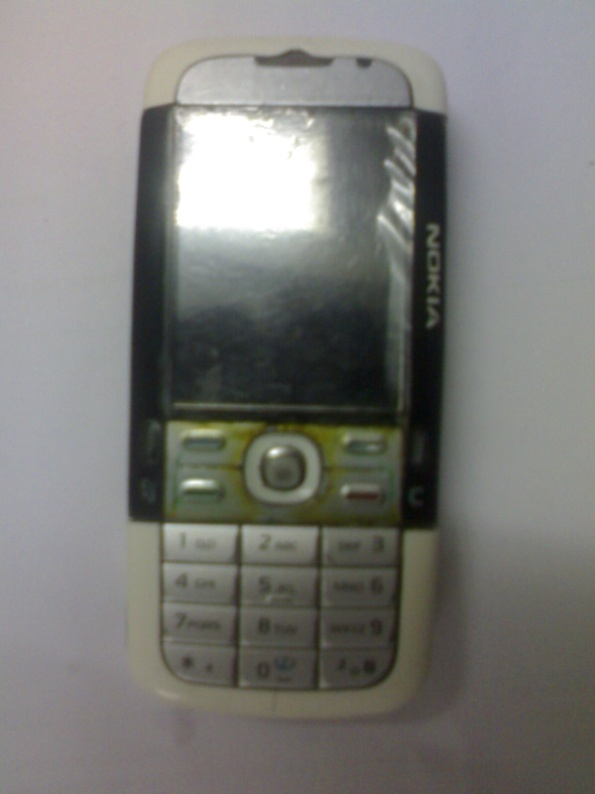 NOKIA
1
2 ABC
DEF 3
4 GHI
5 JKL
MNO 6
7 PQRS
8 TUV
WXYZ 9
* +
0
#